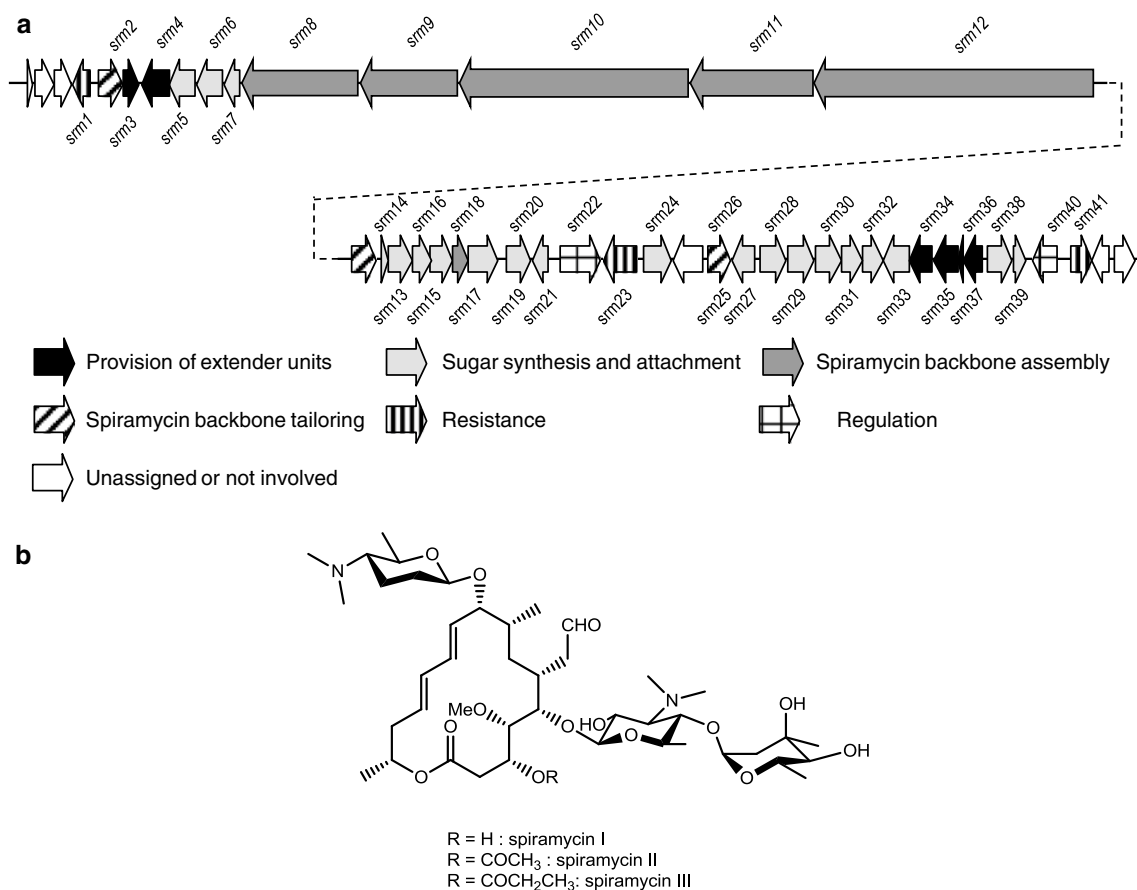 a
srm2 srm4 srm6 srm8 srm9 srm10 srm11 srm12
srm1 srm3 srm5 srm7
srm14 srm16 srm18 srm20 srm22 srm24 srm26 srm28 srm30 srm32 srm34 srm36 srm38 srm40 srm41
srm13 srm15 srm17 srm19 srm21 srm23 srm25 srm27 srm29 srm31 srm33 srm35 srm37 srm39
Provision of extender units Sugar synthesis and attachment Spiramycin backbone assembly
Spiramycin backbone tailoring Resistance Regulation
Unassigned or not involved
b
O
N O
CHO
N
MeO OH
O O HO O O
O OH
O OR O
R = H : spiramycin I
R = COCH₃ : spiramycin II
R = COCH₂CH₃: spiramycin III